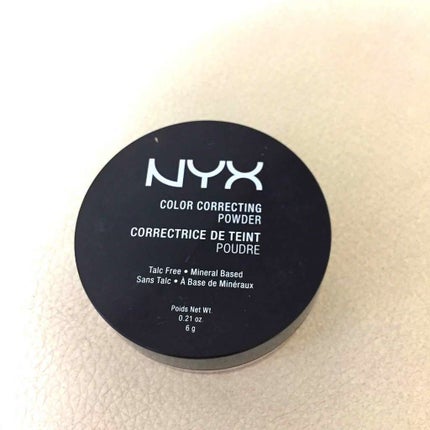 NYX
COLOR CORRECTING
POWDER
CORRECTRICE DE TEINT
POUDRE
Talc Free • Mineral Based
Sans Talc • À Base de Minéraux
Poids Net Wt.
0.21 oz.
6 g